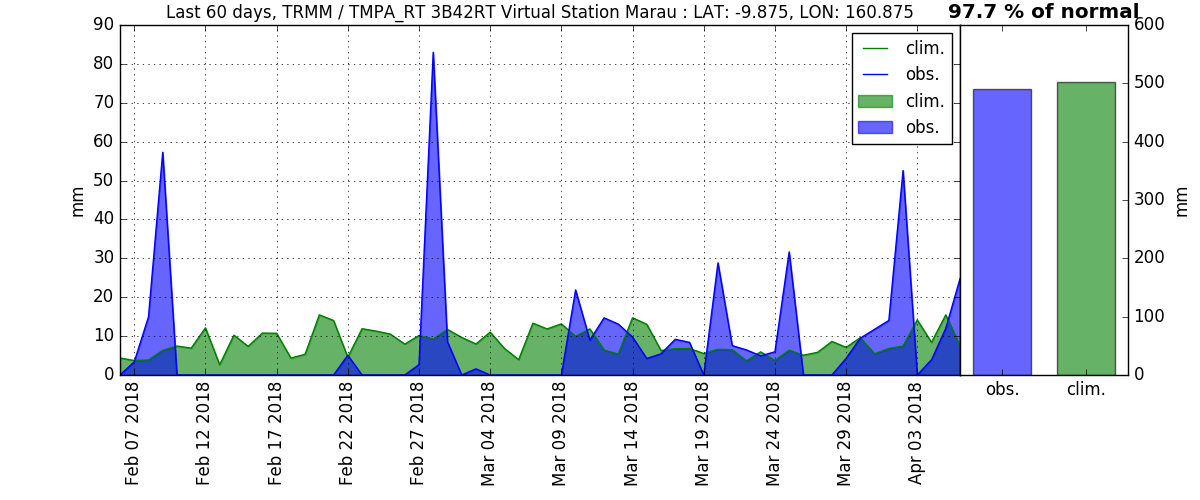 Last 60 days, TRMM / TMPA_RT 3B42RT Virtual Station Marau : LAT: -9.875, LON: 160.875
97.7 % of normal
90
80
70
60
50
40
30
20
10
0
mm
clim.
obs.
clim.
obs.
Feb 07 2018
Feb 12 2018
Feb 17 2018
Feb 22 2018
Feb 27 2018
Mar 04 2018
Mar 09 2018
Mar 14 2018
Mar 19 2018
Mar 24 2018
Mar 29 2018
Apr 03 2018
600
500
400
300
200
100
0
mm
obs.
clim.